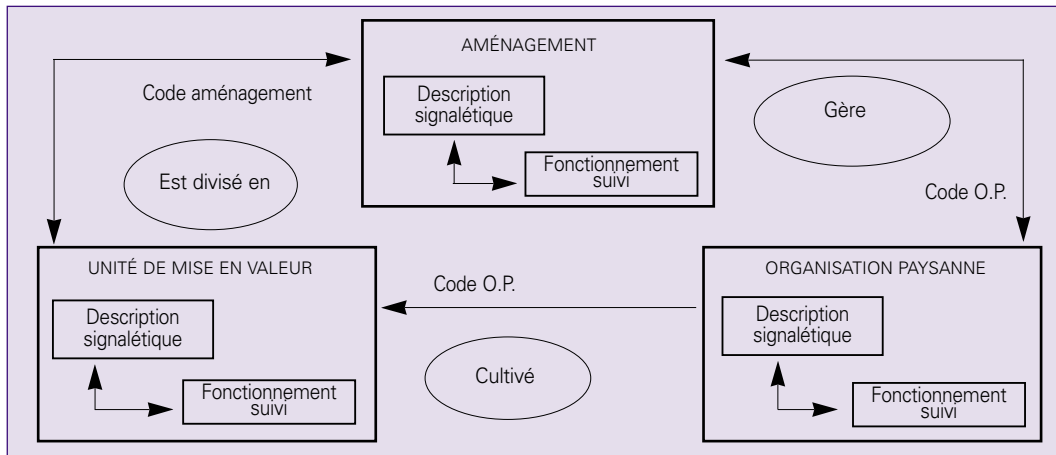 AMÉNAGEMENT
Description
signalétique
Fonctionnement
suivi
Code aménagement
Gère
Est divisé en
Code O.P.
UNITÉ DE MISE EN VALEUR
Description
signalétique
Fonctionnement
suivi
Code O.P.
Cultivé
ORGANISATION PAYSANNE
Description
signalétique
Fonctionnement
suivi